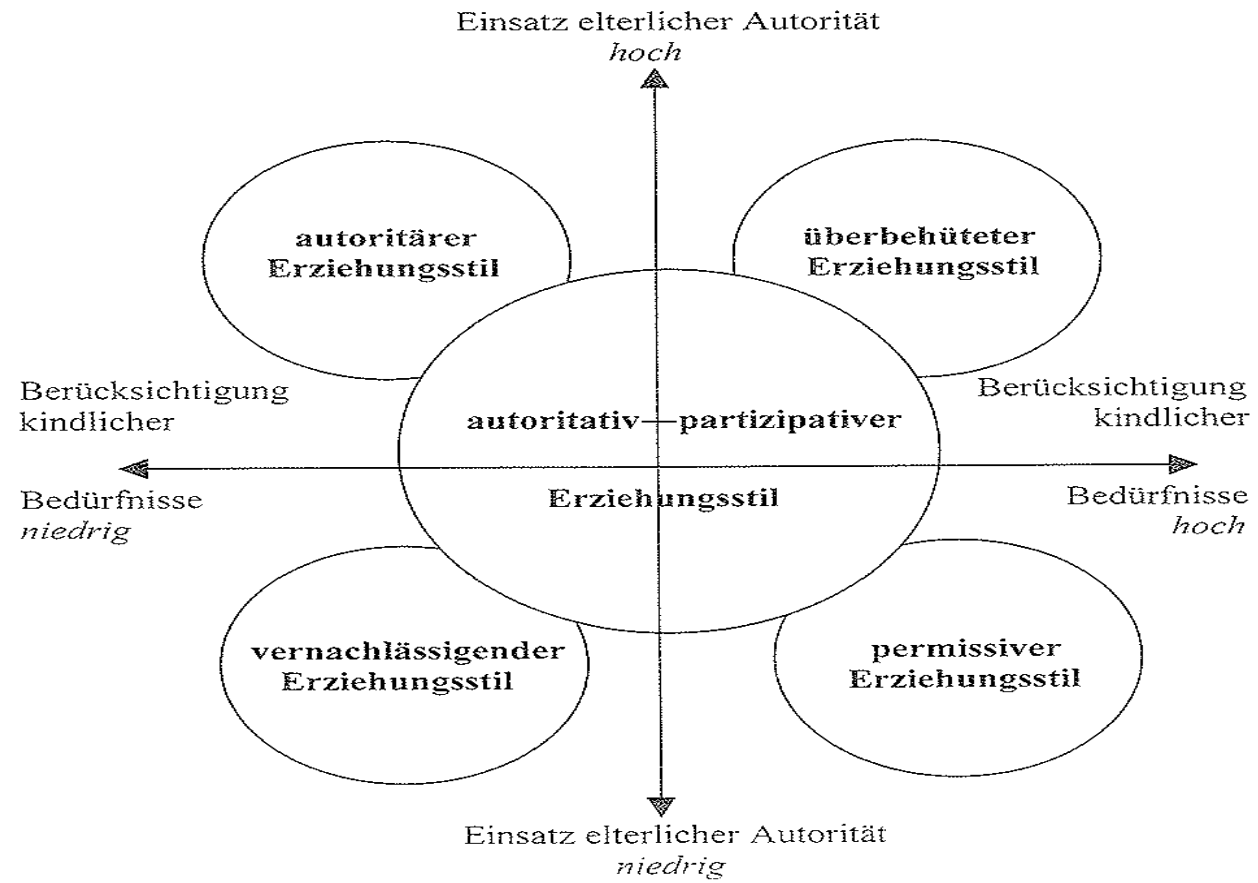 Einsatz elterlicher Autorität
hoch
autoritärer
Erziehungsstil
überbehüteter
Erziehungsstil
Berücksichtigung
kindlicher
Bedürfnisse
niedrig
autoritativ—partizipativer
Erziehungsstil
Berücksichtigung
kindlicher
Bedürfnisse
hoch
vernachlässigender
Erziehungsstil
permissiver
Erziehungsstil
Einsatz elterlicher Autorität
niedrig